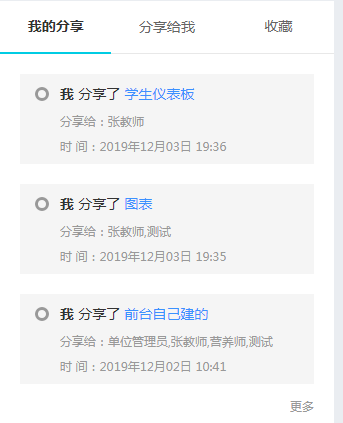 我的分享 分享给我 收藏
我 分享了 学生仪表板
分享给：张教师
时 间：2019年12月03日 19:36
我 分享了 图表
分享给：张教师,测试
时 间：2019年12月03日 19:35
我 分享了 前台自己建的
分享给：单位管理员,张教师,营养师,测试
时 间：2019年12月02日 10:41
更多